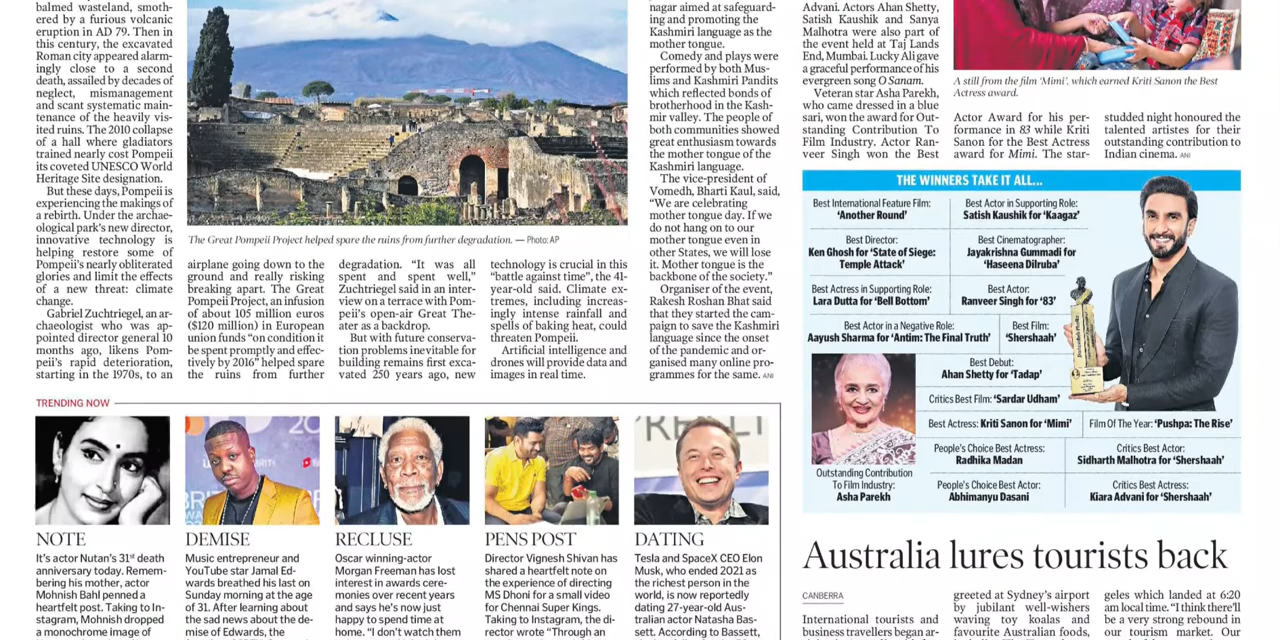 balmed wasteland, smoth-
ered by a furious volcanic
eruption in AD 79. Then in
this century, the excavated
Roman city appeared alarm-
ingly close to a second
death, assailed by decades of
neglect, mismanagement
and scant systematic main-
tenance of the heavily vis-
ited ruins. The 2010 collapse
of a hall where gladiators
trained nearly cost Pompeii
its coveted UNESCO World
Heritage Site designation.
But these days, Pompeii is
experiencing the makings of
a rebirth. Under the archae-
ological park's new director,
innovative technology is
helping restore some of
Pompeii's nearly obliterated
glories and limit the effects
of a new threat: climate
change.
Gabriel Zuchtriegel, an ar-
chaeologist who was ap-
pointed director general 10
months ago, likens Pom-
peii's rapid deterioration,
starting in the 1970s, to an
The Great Pompeii Project helped spare the ruins from further degradation. — Photo: AP
airplane going down to the
ground and really risking
breaking apart. The Great
Pompeii Project, an infusion
of about 105 million euros
($120 million) in European
union funds “on condition it
be spent promptly and effec-
tively by 2016” helped spare
the ruins from further
degradation. “It was all
spent and spent well,”
Zuchtriegel said in an inter-
view on a terrace with Pom-
peii's open-air Great The-
ater as a backdrop.
But with future conserva-
tion problems inevitable for
building remains first exca-
vated 250 years ago, new
technology is crucial in this
“battle against time”, the 41-
year-old said. Climate ex-
tremes, including increas-
ingly intense rainfall and
spells of baking heat, could
threaten Pompeii.
Artificial intelligence and
drones will provide data and
images in real time.
nagar aimed at safeguard-
ing and promoting the
Kashmiri language as the
mother tongue.
Comedy and plays were
performed by both Mus-
lims and Kashmiri Pandits
which reflected bonds of
brotherhood in the Kash-
mir valley. The people of
both communities showed
great enthusiasm towards
the mother tongue of the
Kashmiri language.
The vice-president of
Vomedh, Bharti Kaul, said,
“We are celebrating
mother tongue day. If we
do not hang on to our
mother tongue even in
other States, we will lose
it. Mother tongue is the
backbone of the society.”
Organiser of the event,
Rakesh Roshan Bhat said
that they started the cam-
paign to save the Kashmiri
language since the onset
of the pandemic and or-
ganised many online pro-
grammes for the same. ANI
Advani. Actors Ahan Shetty,
Satish Kaushik and Sanya
Malhotra were also part of
the event held at Taj Lands
End, Mumbai. Lucky Ali gave
a graceful performance of his
evergreen song O Sanam.
Veteran star Asha Parekh,
who came dressed in a blue
sari, won the award for Out-
standing Contribution To
Film Industry. Actor Ran-
veer Singh won the Best
A still from the film ‘Mimi’, which earned Kriti Sanon the Best
Actress award.
Actor Award for his per-
formance in 83 while Kriti
Sanon for the Best Actress
award for Mimi. The star-
studded night honoured the
talented artistes for their
outstanding contribution to
Indian cinema. ANI
THE WINNERS TAKE IT ALL...
Best International Feature Film:
‘Another Round’
Best Actor in Supporting Role:
Satish Kaushik for ‘Kaagaz’
Best Director:
Ken Ghosh for ‘State of Siege:
Temple Attack’
Best Cinematographer:
Jayakrishna Gummadi for
‘Haseena Dilruba’
Best Actress in Supporting Role:
Lara Dutta for ‘Bell Bottom’
Best Actor:
Ranveer Singh for ‘83’
Best Actor in a Negative Role:
Aayush Sharma for ‘Antim: The Final Truth’
Best Film:
‘Shershaah’
Best Debut:
Ahan Shetty for ‘Tadap’
Critics Best Film: ‘Sardar Udham’
Best Actress: Kriti Sanon for ‘Mimi’
Film Of The Year: ‘Pushpa: The Rise’
People's Choice Best Actress:
Radhika Madan
Critics Best Actor:
Sidharth Malhotra for ‘Shershaah’
Outstanding Contribution
To Film Industry:
Asha Parekh
People's Choice Best Actor:
Abhimanyu Dasani
Critics Best Actress:
Kiara Advani for ‘Shershaah’
TRENDING NOW
NOTE
It's actor Nutan's 31st death
anniversary today. Remem-
bering his mother, actor
Mohnish Bahl penned a
heartfelt post. Taking to In-
stagram, Mohnish dropped
a monochrome image of
DEMISE
Music entrepreneur and
YouTube star Jamal Ed-
wards breathed his last on
Sunday morning at the age
of 31. After learning about
the sad news about the de-
mise of Edwards, the
RECLUSE
Oscar winning-actor
Morgan Freeman has lost
interest in awards cere-
monies over recent years
and says he's now just
happy to spend time at
home. “I don't watch them
PENS POST
Director Vignesh Shivan has
shared a heartfelt note on
the experience of directing
MS Dhoni for a small video
for Chennai Super Kings.
Taking to Instagram, the di-
rector wrote “Through an
DATING
Tesla and SpaceX CEO Elon
Musk, who ended 2021 as
the richest person in the
world, is now reportedly
dating 27-year-old Aus-
tralian actor Natasha Bas-
sett. According to Bassett,
Australia lures tourists back
CANBERRA
International tourists and
business travellers began ar-
greeted at Sydney's airport
by jubilant well-wishers
waving toy koalas and
favourite Australian foods,
geles which landed at 6:20
am local time. “I think there'll
be a very strong rebound in
our tourism market. Our